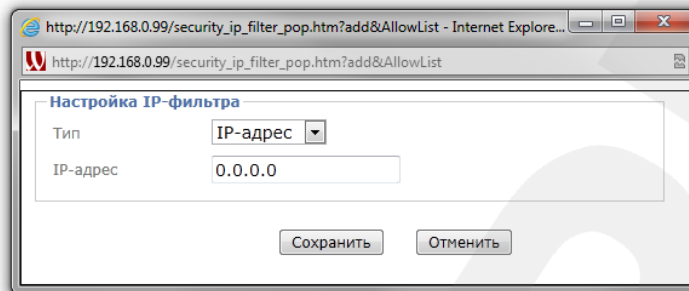 http://192.168.0.99/security_ip_filter_pop.htm?add&AllowList - Internet Explore...
http://192.168.0.99/security_ip_filter_pop.htm?add&AllowList
Настройка IP-фильтра
Тип IP-адрес
IP-адрес 0.0.0.0
Сохранить Отменить